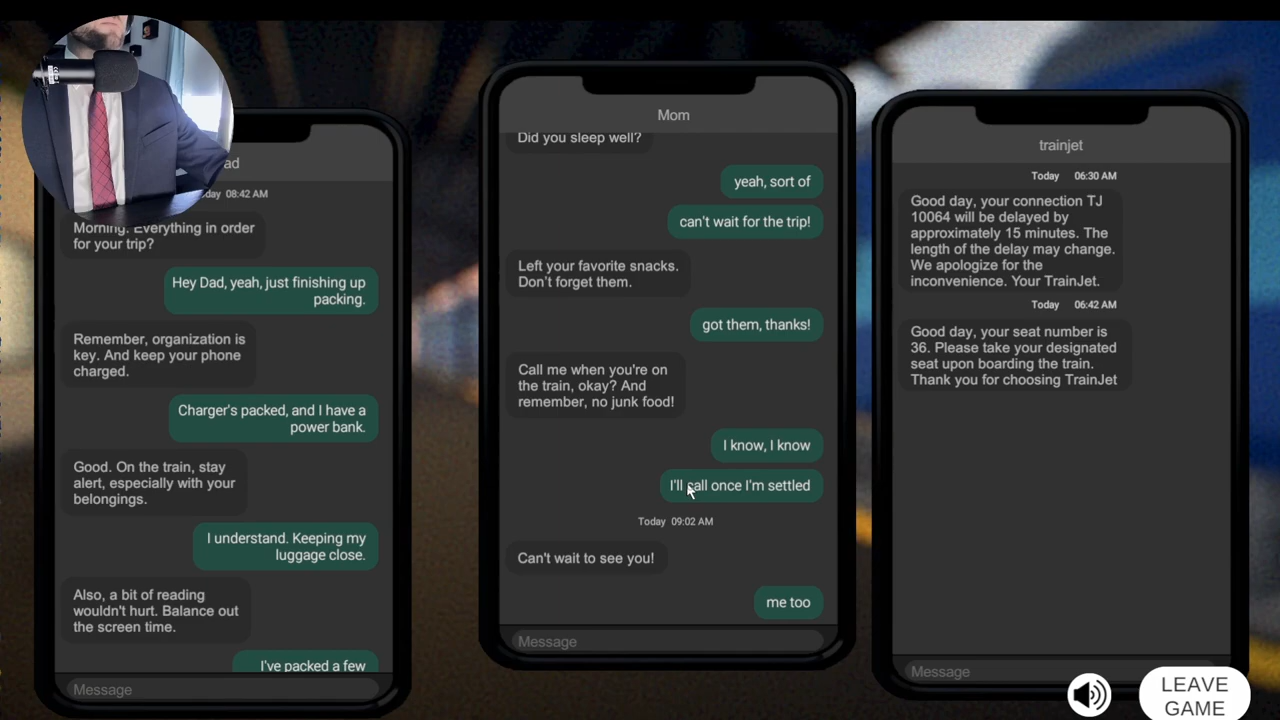 ad
day 08:42 AM
Morning. Everything in order
for your trip?
Hey Dad, yeah, just finishing up
packing.
Remember, organization is
key. And keep your phone
charged.
Charger's packed, and I have a
power bank.
Good. On the train, stay
alert, especially with your
belongings.
I understand. Keeping my
luggage close.
Also, a bit of reading
wouldn't hurt. Balance out
the screen time.
I've packed a few
Message
Mom
Did you sleep well?
yeah, sort of
can't wait for the trip!
Left your favorite snacks.
Don't forget them.
got them, thanks!
Call me when you're on
the train, okay? And
remember, no junk food!
I know, I know
I'll call once I'm settled
Today 09:02 AM
Can't wait to see you!
me too
Message
trainjet
Today 06:30 AM
Good day, your connection TJ
10064 will be delayed by
approximately 15 minutes. The
length of the delay may change.
We apologize for the
inconvenience. Your TrainJet.
Today 06:42 AM
Good day, your seat number is
36. Please take your designated
seat upon boarding the train.
Thank you for choosing TrainJet
Message
LEAVE
GAME